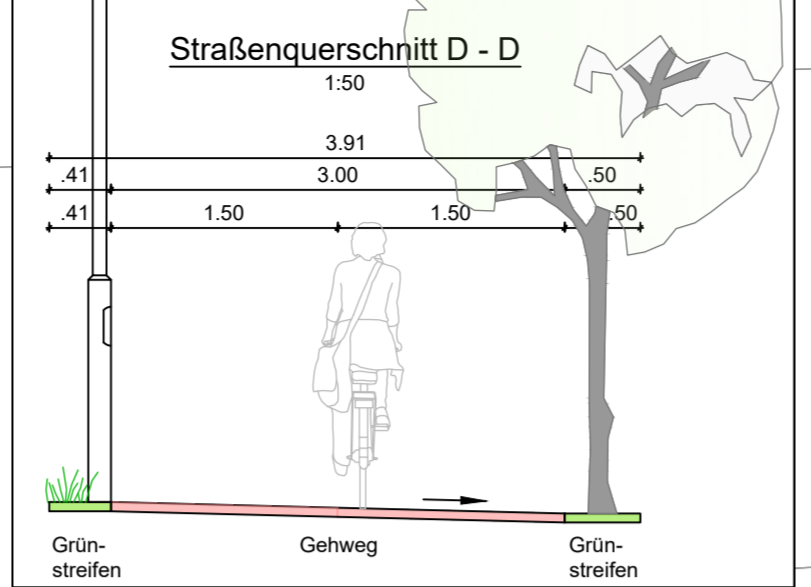 Straßenquerschnitt D - D
1:50
3.91
.41 3.00 .50
.41 1.50 1.50 .50
Grün-
streifen
Gehweg
Grün-
streifen